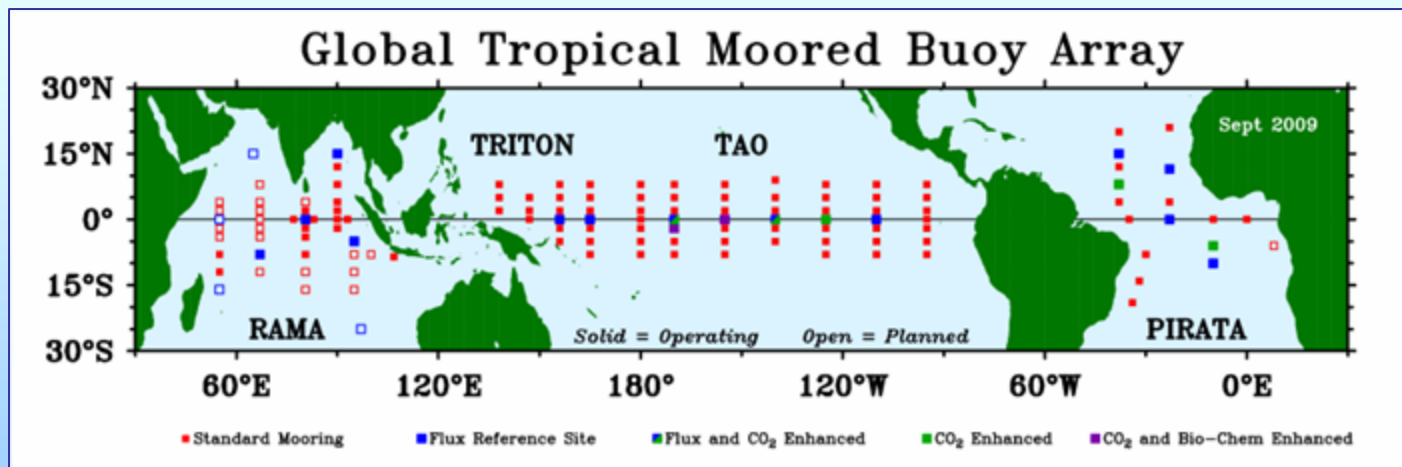 Global Tropical Moored Buoy Array
30°N
15°N
0°
15°S
30°S
TRITON
TAO
Sept 2009
RAMA
Solid = Operating
Open = Planned
PIRATA
60°E
120°E
180°
120°W
60°W
0°E
Standard Mooring
Flux Reference Site
Flux and CO₂ Enhanced
CO₂ Enhanced
CO₂ and Bio-Chem Enhanced